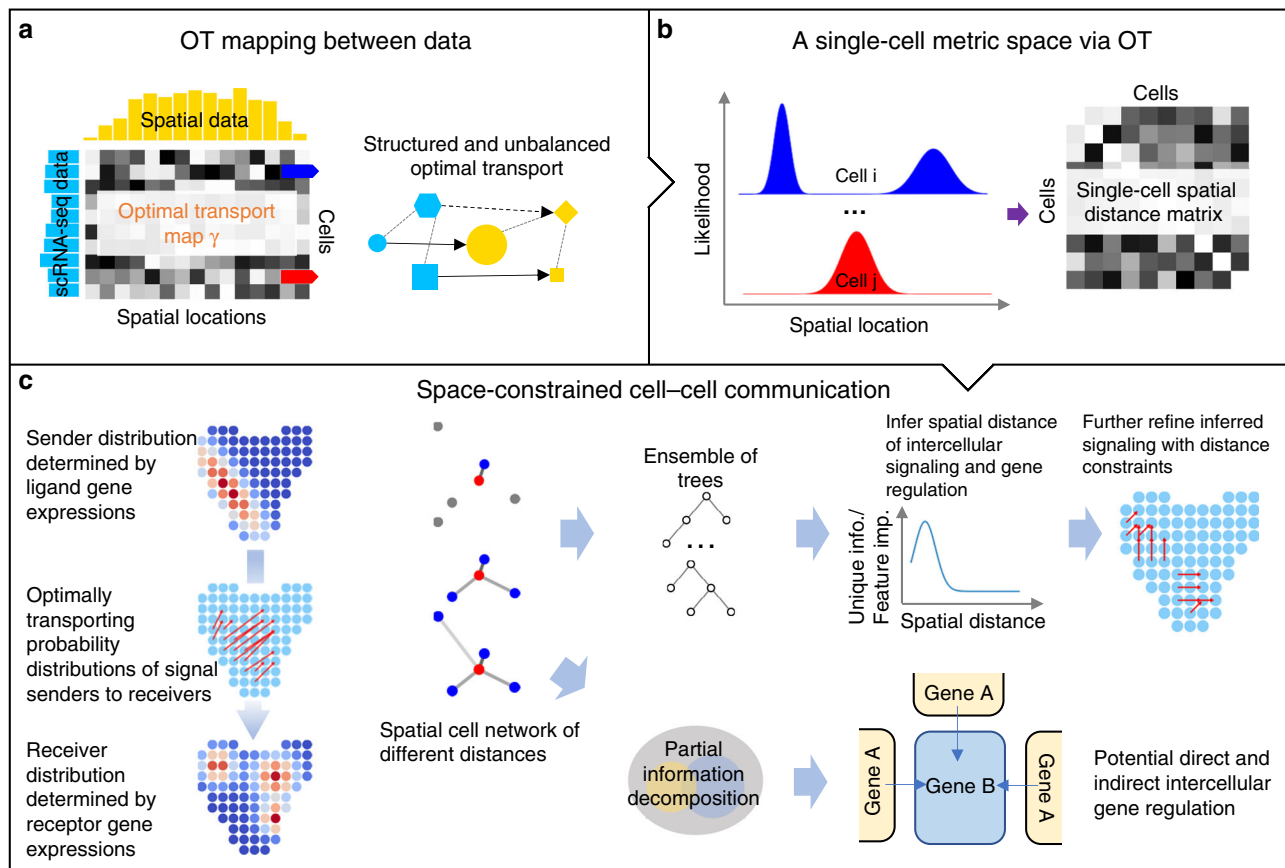 a
OT mapping between data
Spatial data
scRNA-seq data
Optimal transport
map γ
Cells
Spatial locations
Structured and unbalanced
optimal transport
b
A single-cell metric space via OT
Likelihood
Cell i
...
Cell j
Spatial location
Cells
Cells
Single-cell spatial
distance matrix
c
Space-constrained cell–cell communication
Sender distribution
determined by
ligand gene
expressions
Optimally
transporting
probability
distributions of signal
senders to receivers
Receiver
distribution
determined by
receptor gene
expressions
Spatial cell network of
different distances
Ensemble of
trees
...
Infer spatial distance
of intercellular
signaling and gene
regulation
Unique info./
Feature imp.
Spatial distance
Further refine inferred
signaling with distance
constraints
Partial
information
decomposition
Gene A
Gene A
Gene B
Gene A
Potential direct and
indirect intercellular
gene regulation